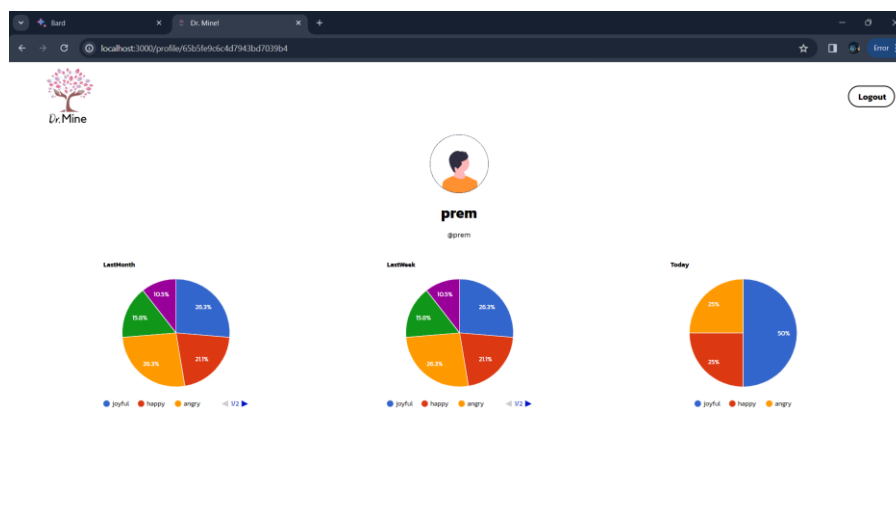 Bard
Dr. Mine!
localhost:3000/profile/65b5fe9c6c4d7943bd7039b4
Error
Dr. Mine
Logout
prem
@prem
LastMonth
10.5%
26.3%
15.8%
26.3%
21.1%
joyful happy angry 1/2
LastWeek
10.5%
26.3%
15.8%
26.3%
21.1%
joyful happy angry 1/2
Today
25%
50%
25%
joyful happy angry